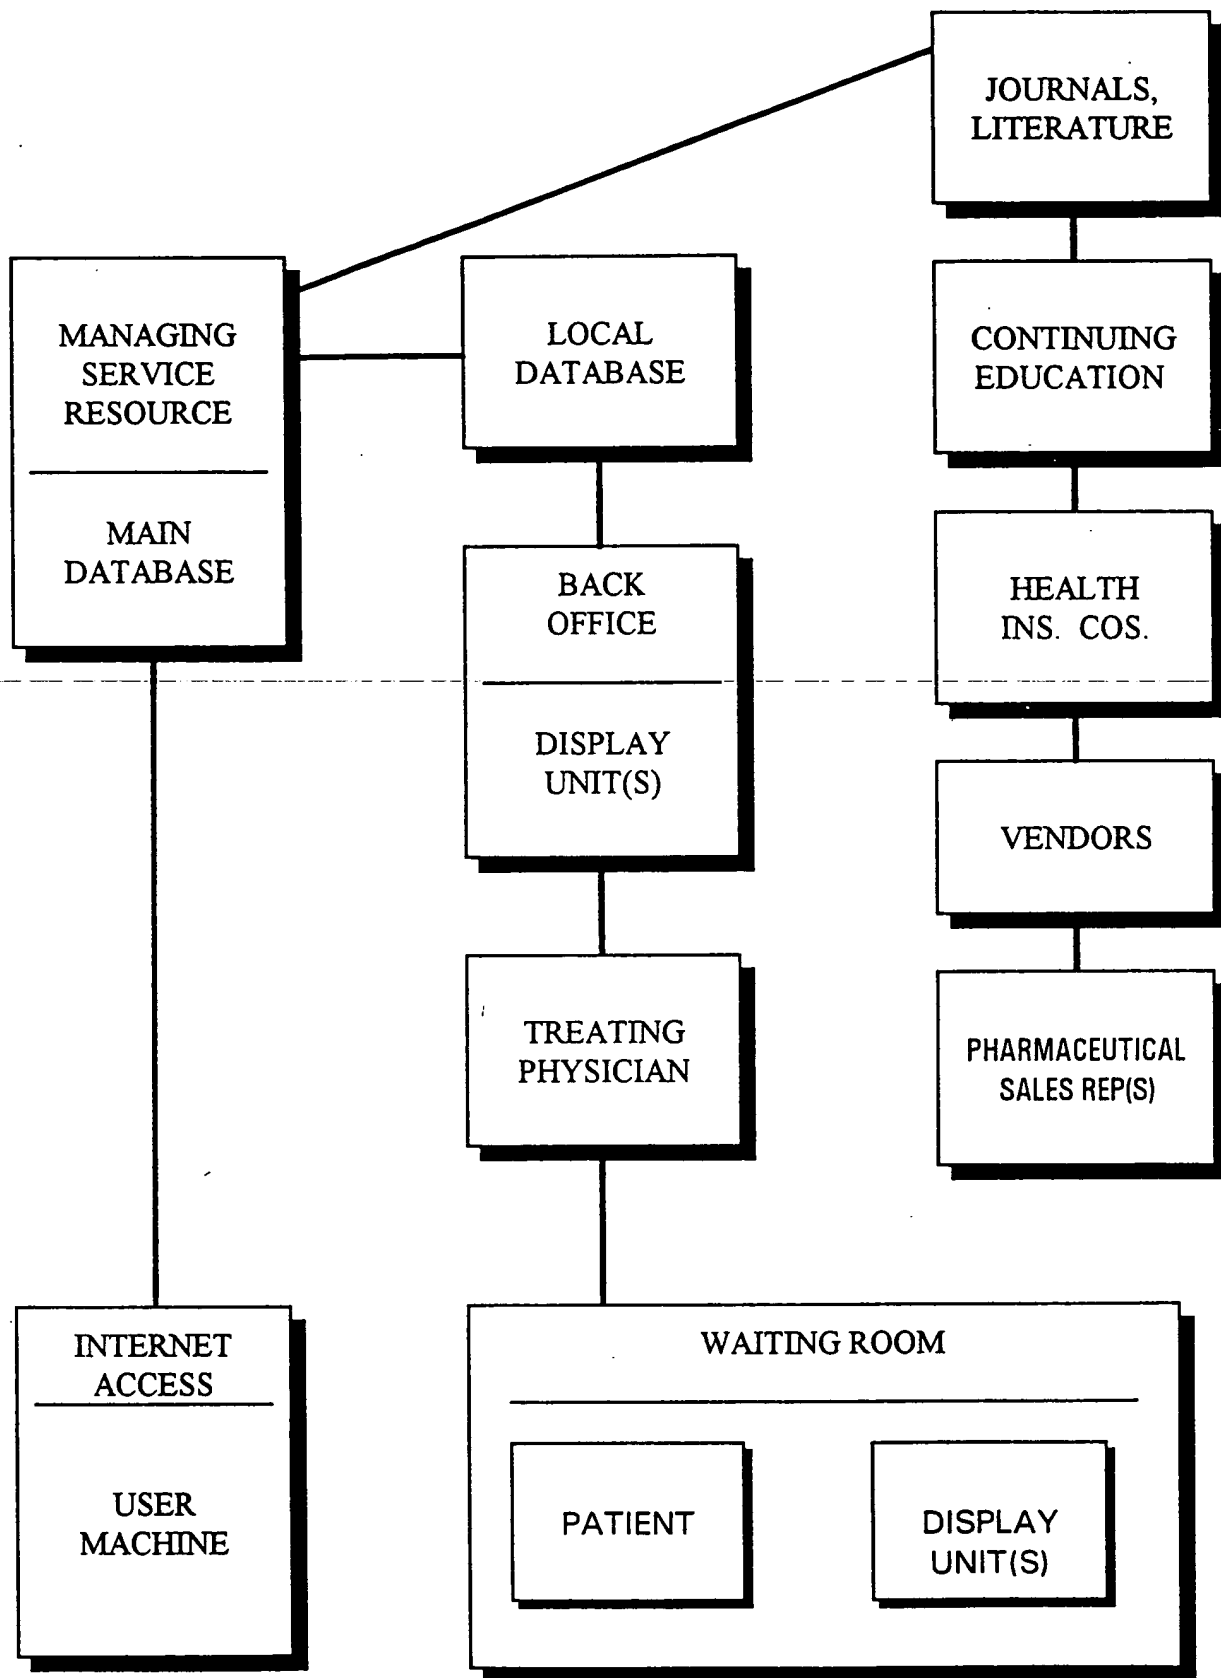 JOURNALS,
LITERATURE
MANAGING
SERVICE
RESOURCE
MAIN
DATABASE
LOCAL
DATABASE
CONTINUING
EDUCATION
BACK
OFFICE
DISPLAY
UNIT(S)
HEALTH
INS. COS.
VENDORS
TREATING
PHYSICIAN
PHARMACEUTICAL
SALES REP(S)
INTERNET
ACCESS
USER
MACHINE
WAITING ROOM
PATIENT
DISPLAY
UNIT(S)